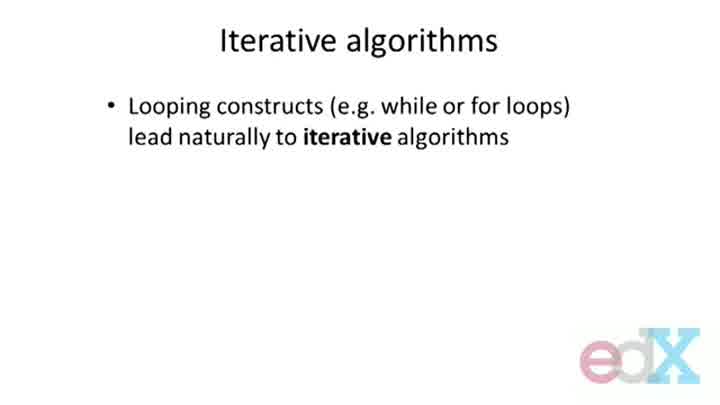 Iterative algorithms
• Looping constructs (e.g. while or for loops)
lead naturally to iterative algorithms
edX